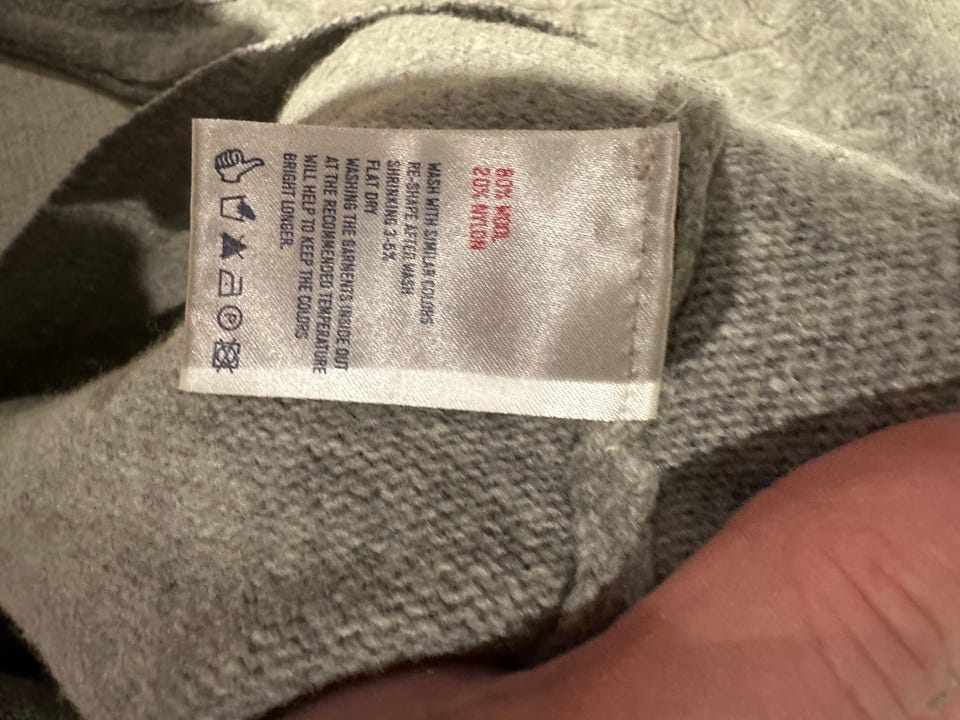 80% WOOL
20% NYLON
WASH WITH SIMILAR COLORS
RE-SHAPE AFTER WASH
SHRINKING 3-5%
FLAT DRY
WASHING THE GARMENTS INSIDE OUT
AT THE RECOMMENDED TEMPERATURE
WILL HELP TO KEEP THE COLORS
BRIGHT LONGER.
P